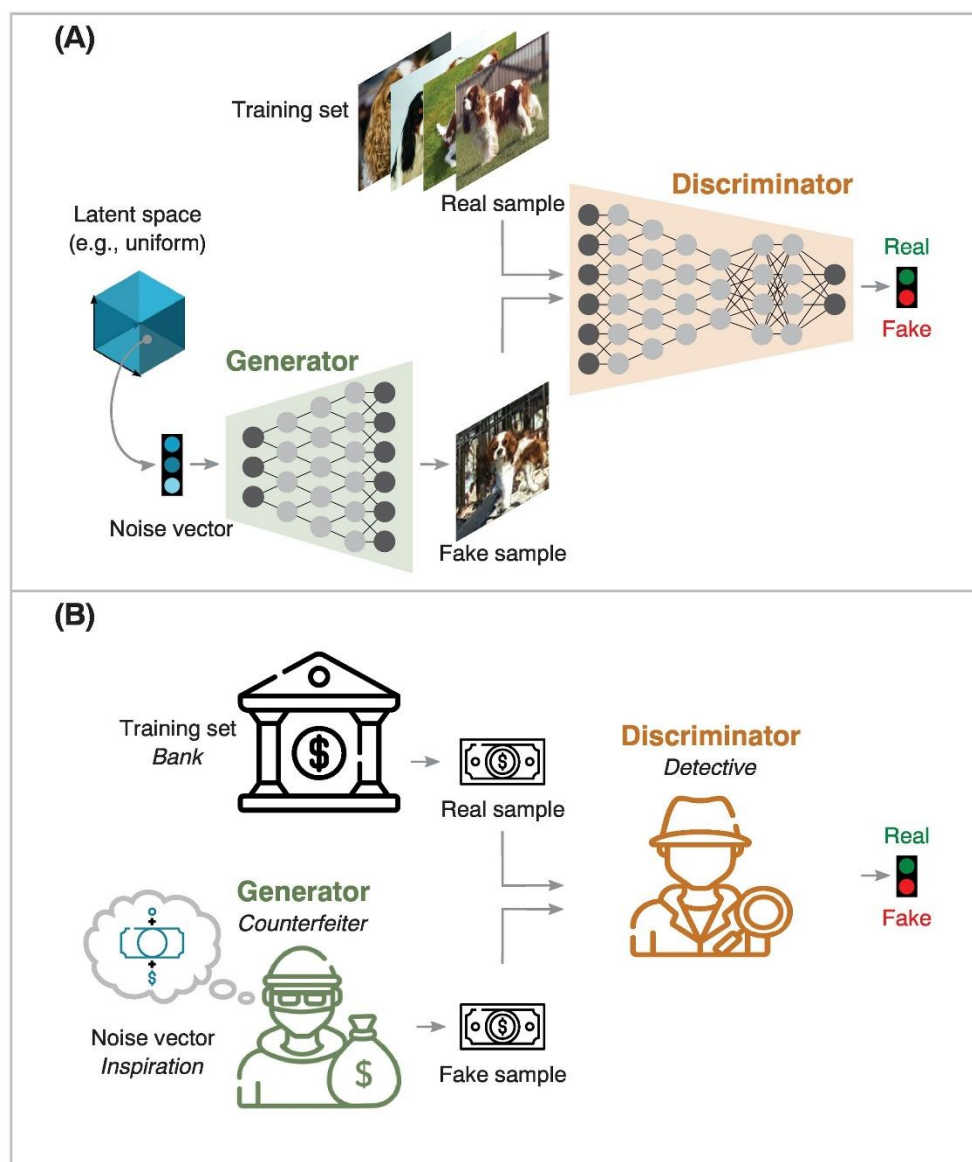 (A)
Training set
Real sample
Discriminator
Latent space
(e.g., uniform)
Real
Fake
Generator
Noise vector
Fake sample
(B)
Training set
Bank
$
$
Real sample
Discriminator
Detective
Real
Fake
Generator
Counterfeiter
$
Noise vector
Inspiration
$
$
Fake sample